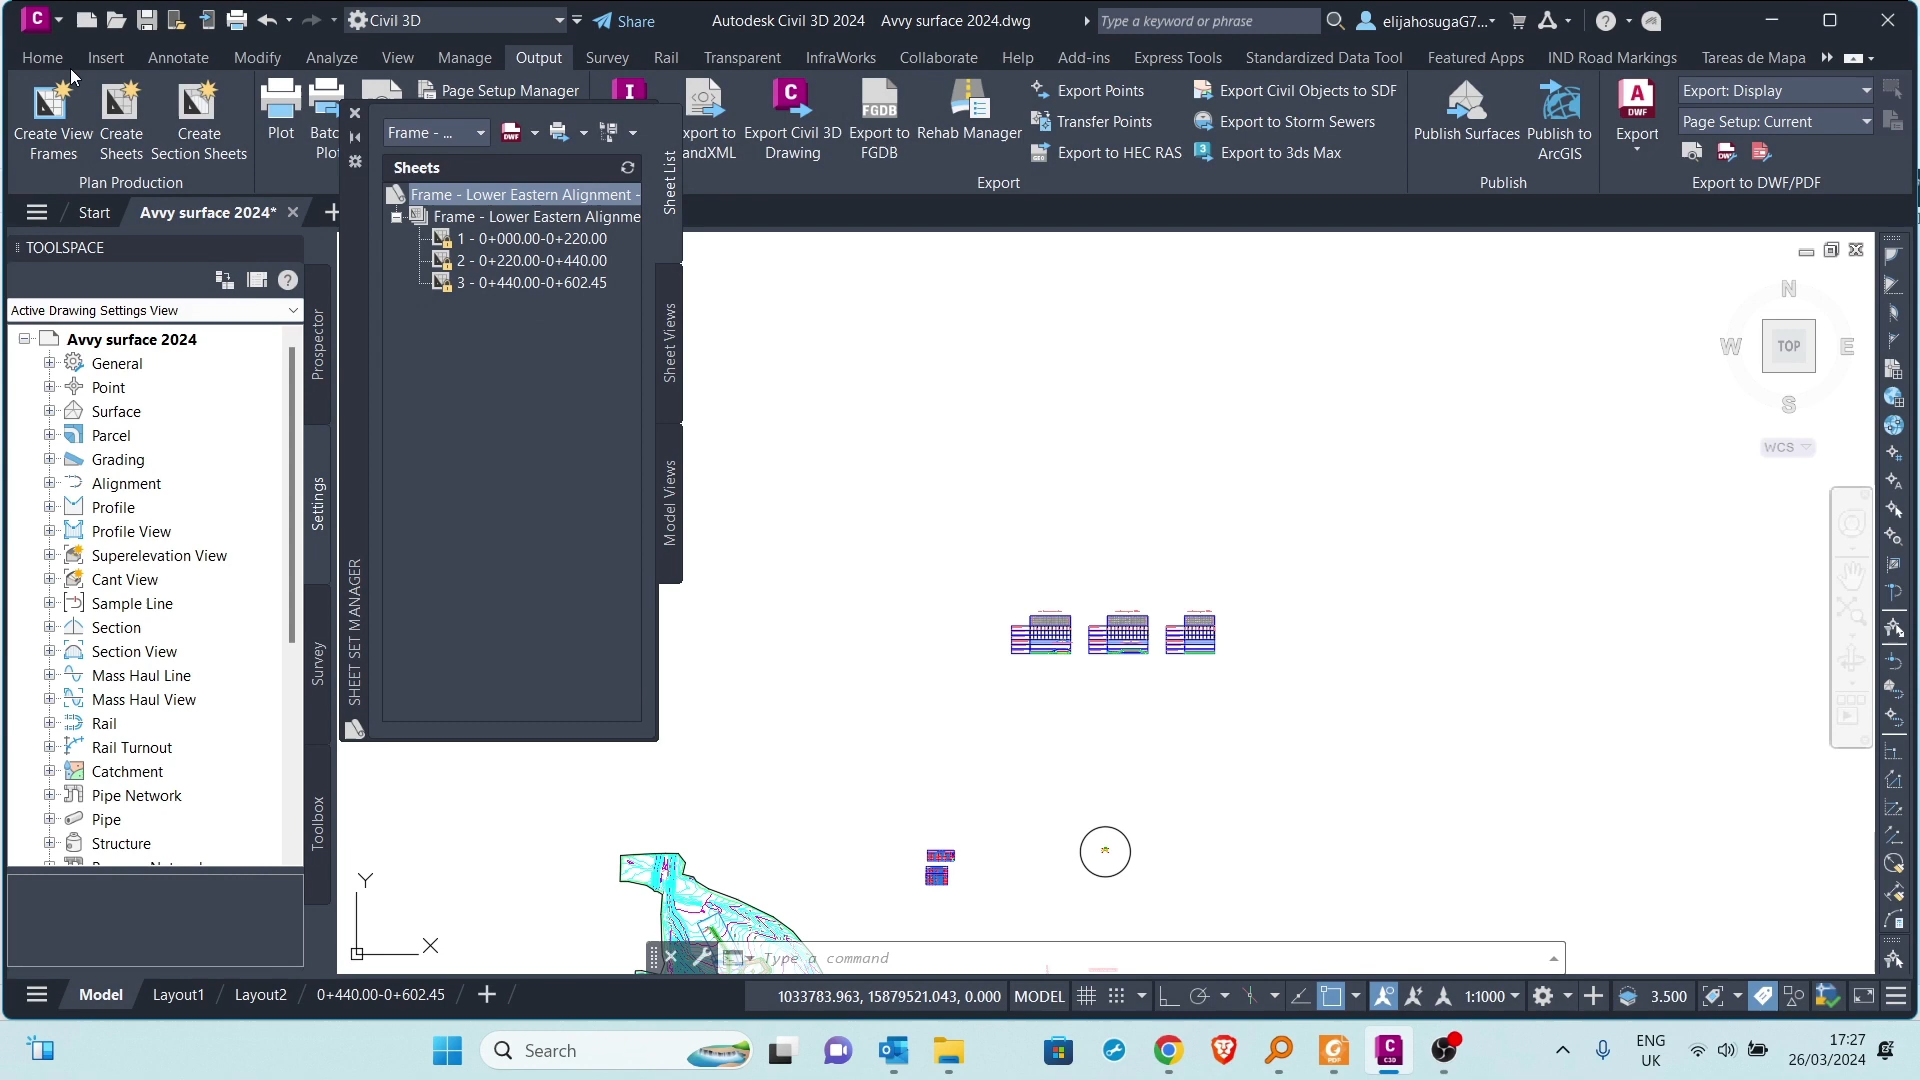 C
Civil 3D
Share
Autodesk Civil 3D 2024 Avvy surface 2024.dwg
Type a keyword or phrase
elijahosugaG7...
Home Insert Annotate Modify Analyze View Manage Output Survey Rail Transparent InfraWorks Collaborate Help Add-ins Express Tools Standardized Data Tool Featured Apps IND Road Markings Tareas de Mapa
Create View Frames
Create Sheets
Create Section Sheets
Plan Production
Plot
Page Setup Manager
Export Civil 3D Drawing
FGDB
Export to FGDB
Rehab Manager
Export Points
Transfer Points
Export to HEC RAS
Export Civil Objects to SDF
Export to Storm Sewers
Export to 3ds Max
Export
Publish Surfaces
Publish to ArcGIS
Publish
DWF
Export
Export: Display
Page Setup: Current
Export to DWF/PDF
Start
Avvy surface 2024*
TOOLSPACE
Active Drawing Settings View
Avvy surface 2024
General
Point
Surface
Parcel
Grading
Alignment
Profile
Profile View
Superelevation View
Cant View
Sample Line
Section
Section View
Mass Haul Line
Mass Haul View
Rail
Rail Turnout
Catchment
Pipe Network
Pipe
Structure
Prospector
Settings
Survey
Toolbox
Frame - ...
Sheets
Frame - Lower Eastern Alignment -
Frame - Lower Eastern Alignme
1 - 0+000.00-0+220.00
2 - 0+220.00-0+440.00
3 - 0+440.00-0+602.45
SHEET SET MANAGER
Sheet List
Sheet Views
Model Views
N
W TOP E
S
WCS
Y
X
Type a command
Model Layout1 Layout2 0+440.00-0+602.45
1033783.963, 15879521.043, 0.000 MODEL
1:1000
3.500
Search
ENG
UK
17:27
26/03/2024